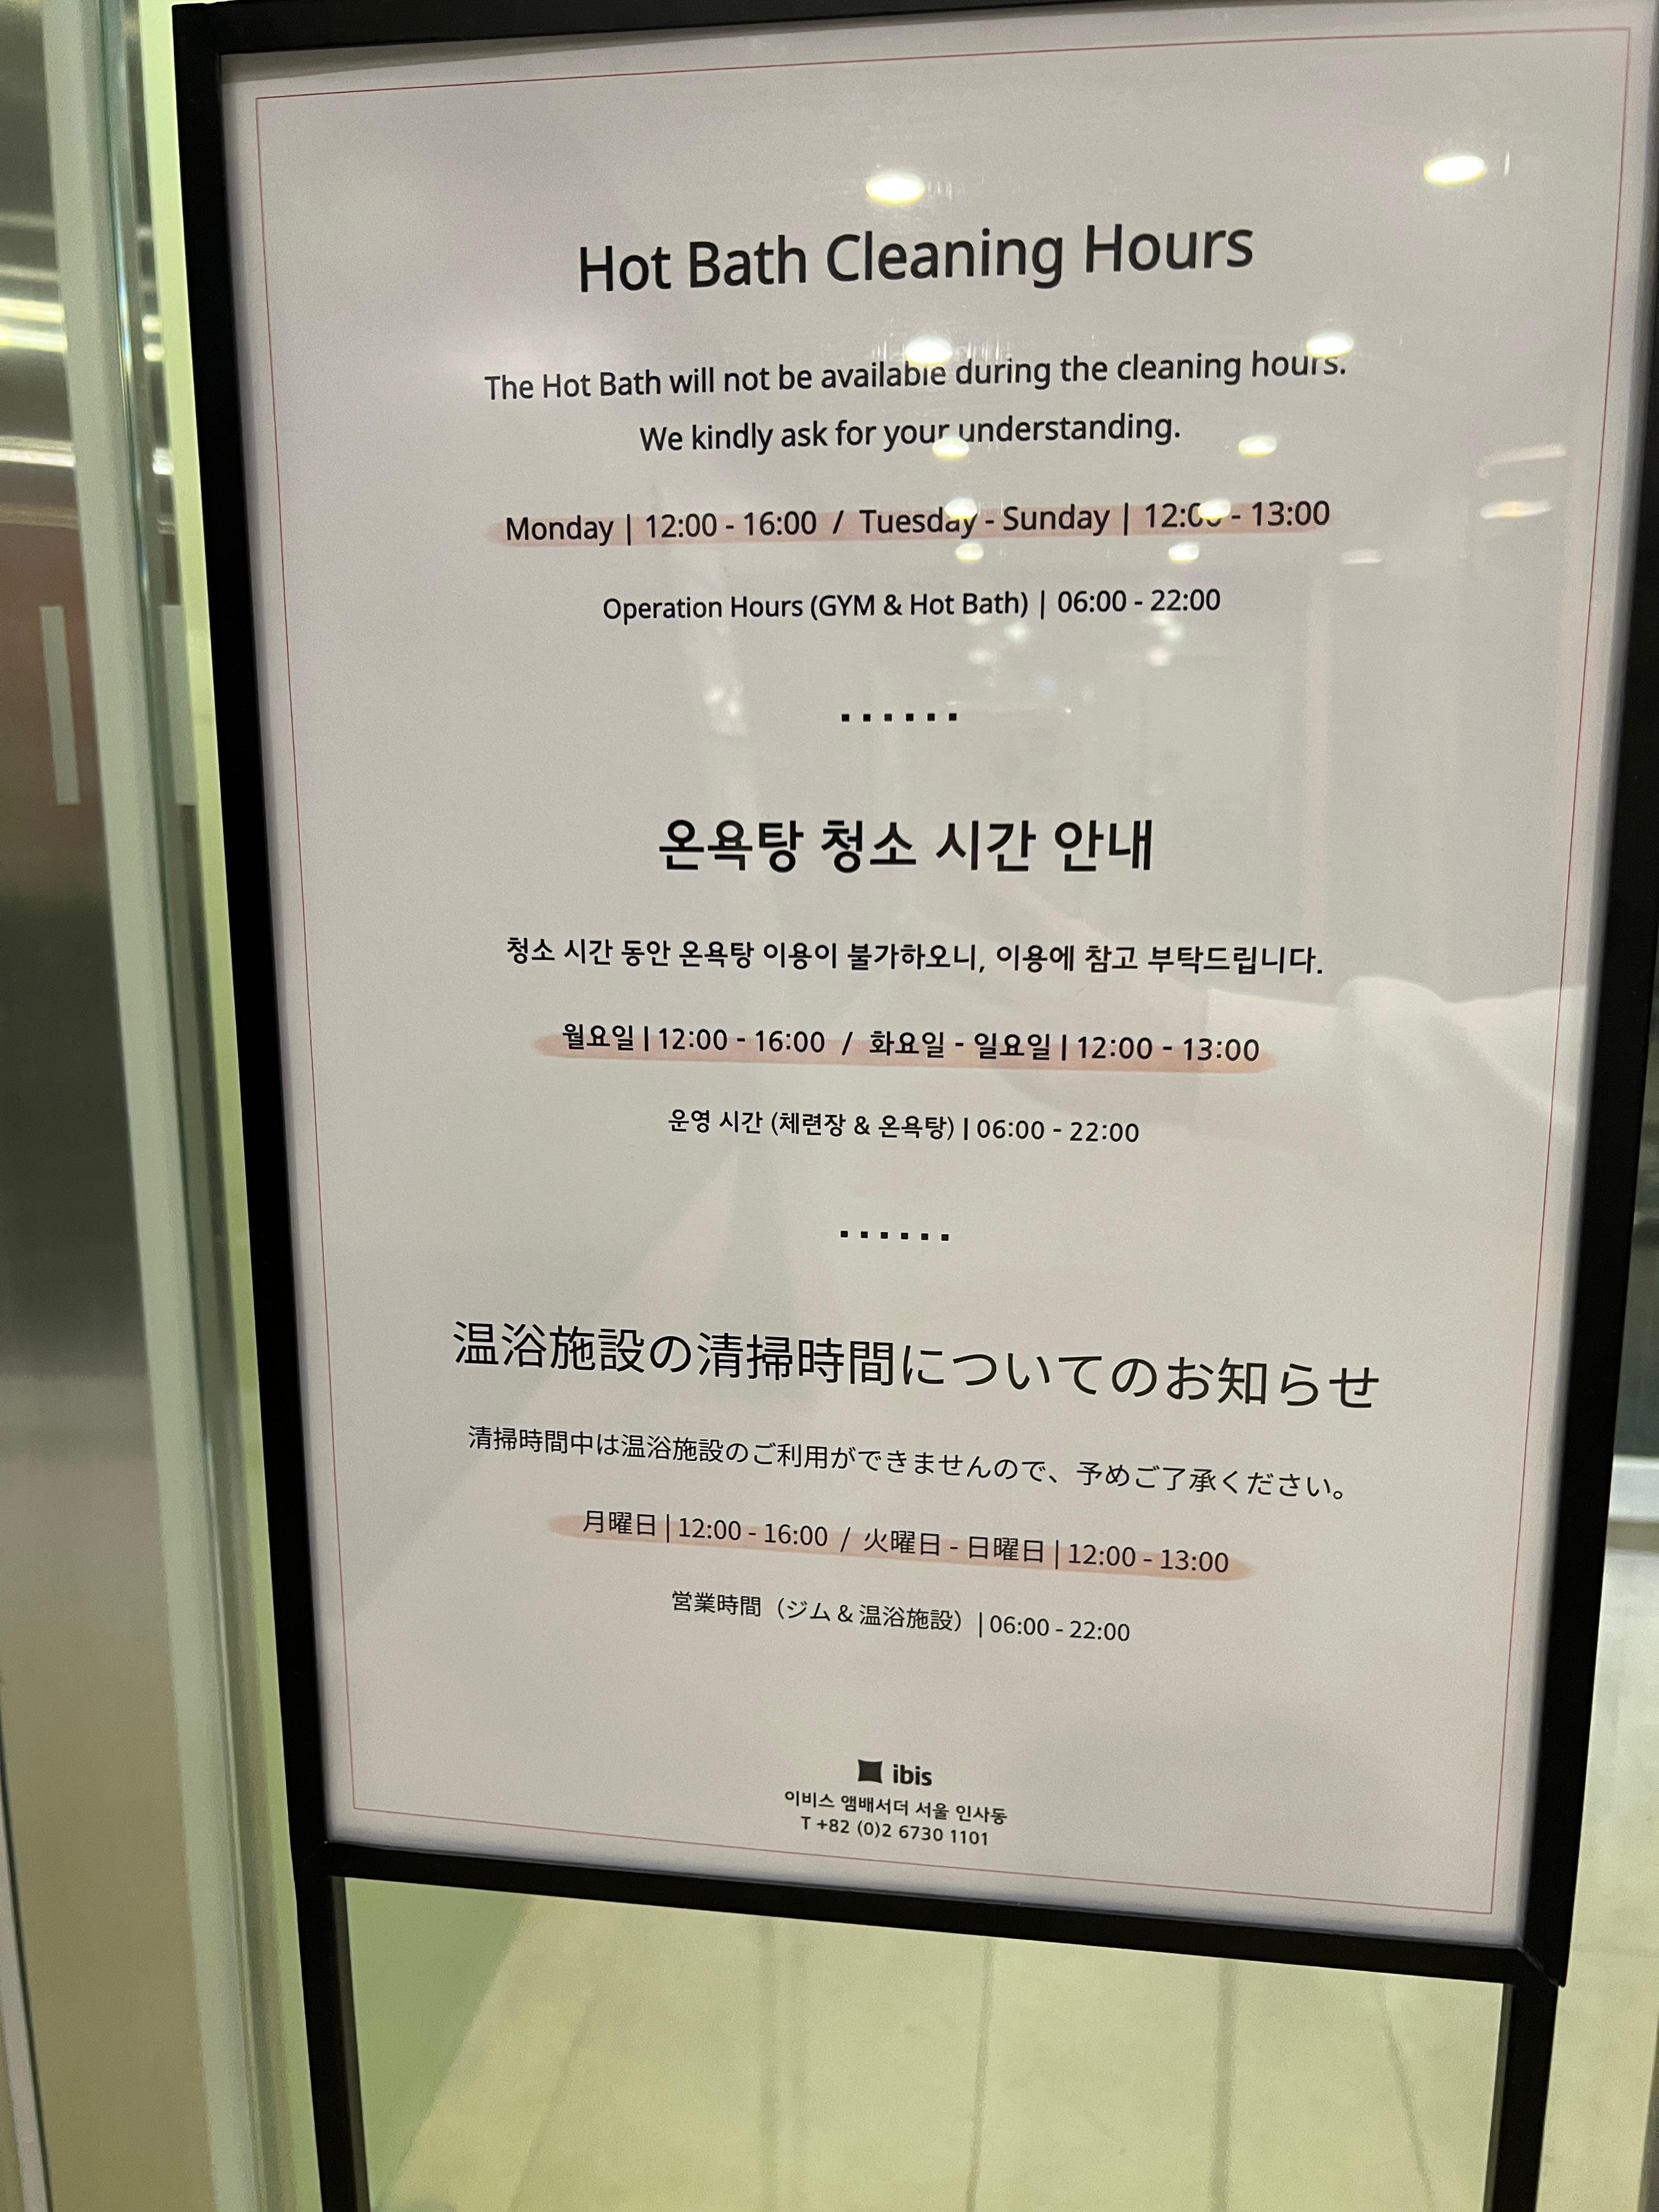 Hot Bath Cleaning Hours
The Hot Bath will not be available during the cleaning hours.
We kindly ask for your understanding.
Monday | 12:00 - 16:00 / Tuesday - Sunday | 12:00 - 13:00
Operation Hours (GYM & Hot Bath) | 06:00 - 22:00
온욕탕 청소 시간 안내
청소 시간 동안 온욕탕 이용이 불가하오니, 이용에 참고 부탁드립니다.
월요일 | 12:00 - 16:00 / 화요일 - 일요일 | 12:00 - 13:00
운영 시간 (체련장 & 온욕탕) | 06:00 - 22:00
温浴施設の清掃時間についてのお知らせ
清掃時間中は温浴施設のご利用ができませんので、予めご了承ください。
月曜日 | 12:00 - 16:00 / 火曜日 - 日曜日 | 12:00 - 13:00
営業時間（ジム & 温浴施設）| 06:00 - 22:00
ibis
이비스 앰배서더 서울 인사동
T +82 (0)2 6730 1101